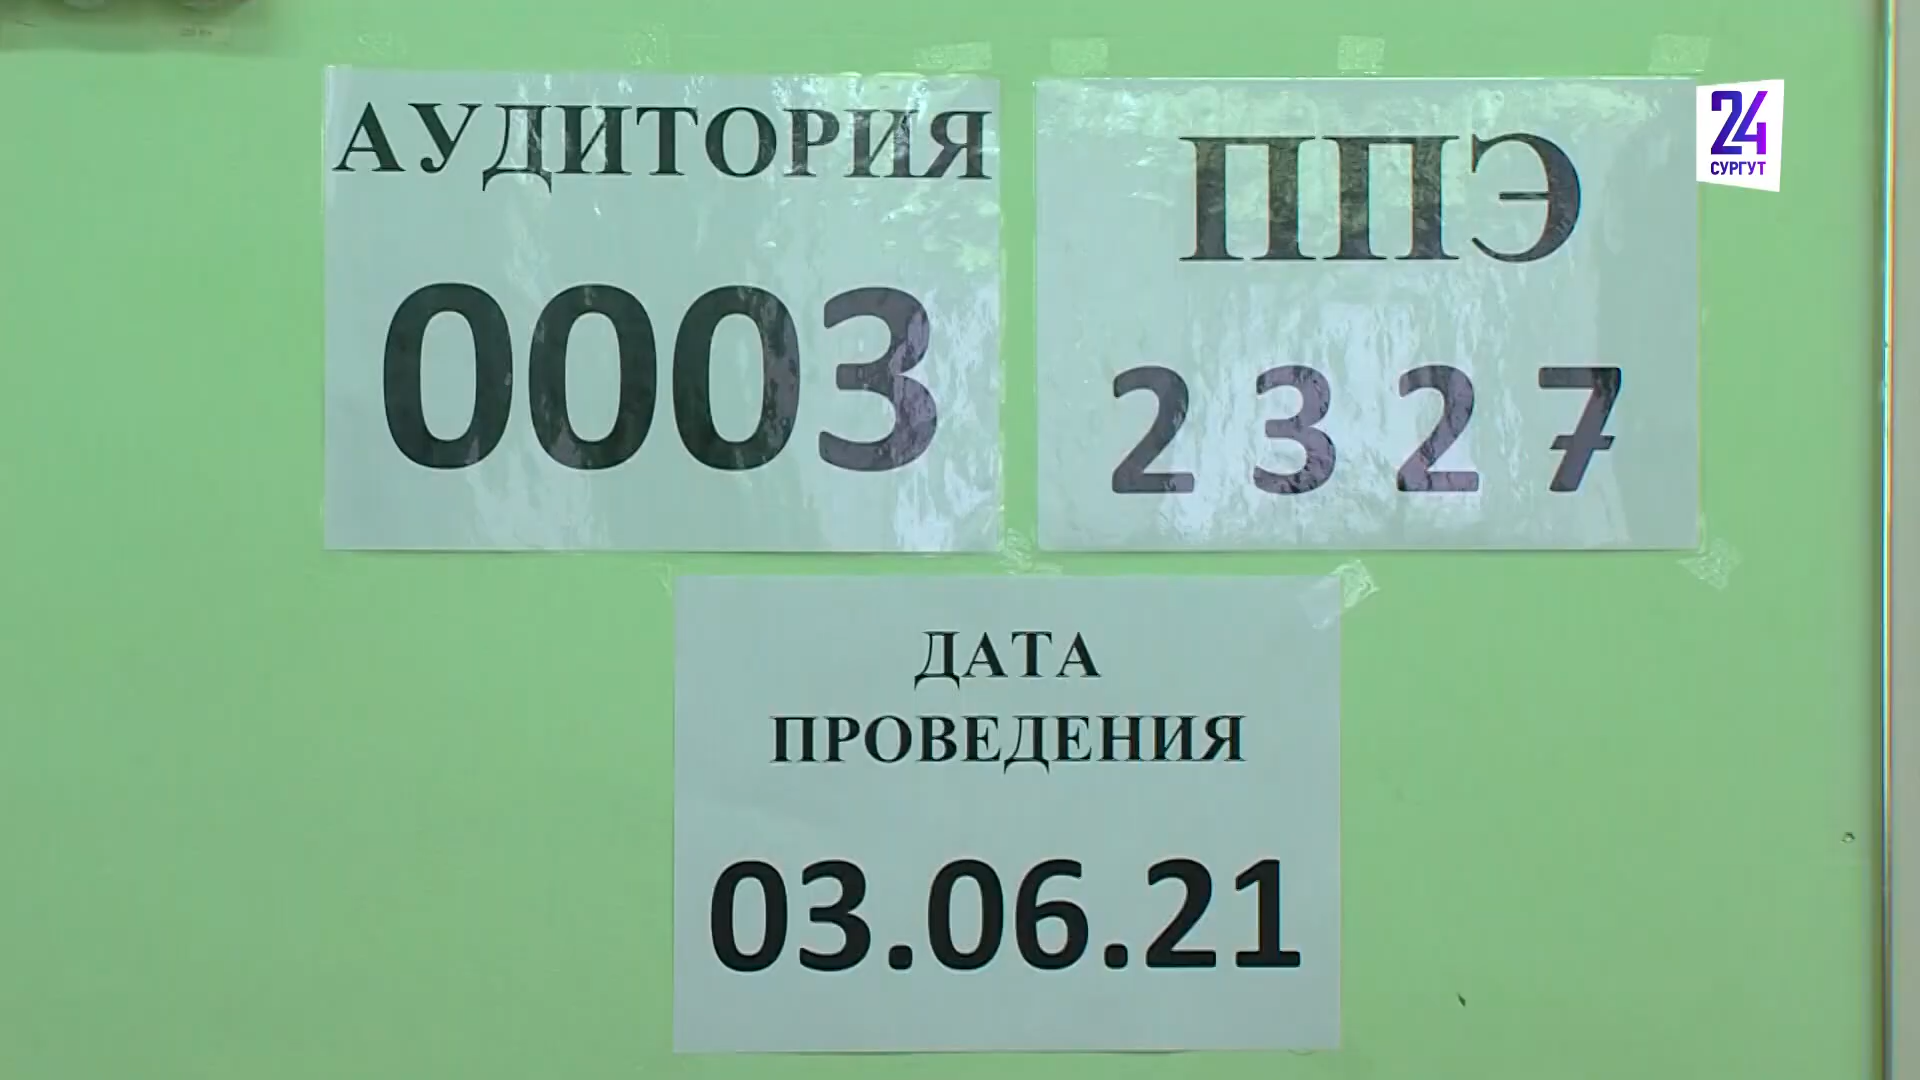 АУДИТОРИЯ
0003
ППЭ
2327
24
СУРГУТ
ДАТА
ПРОВЕДЕНИЯ
03.06.21